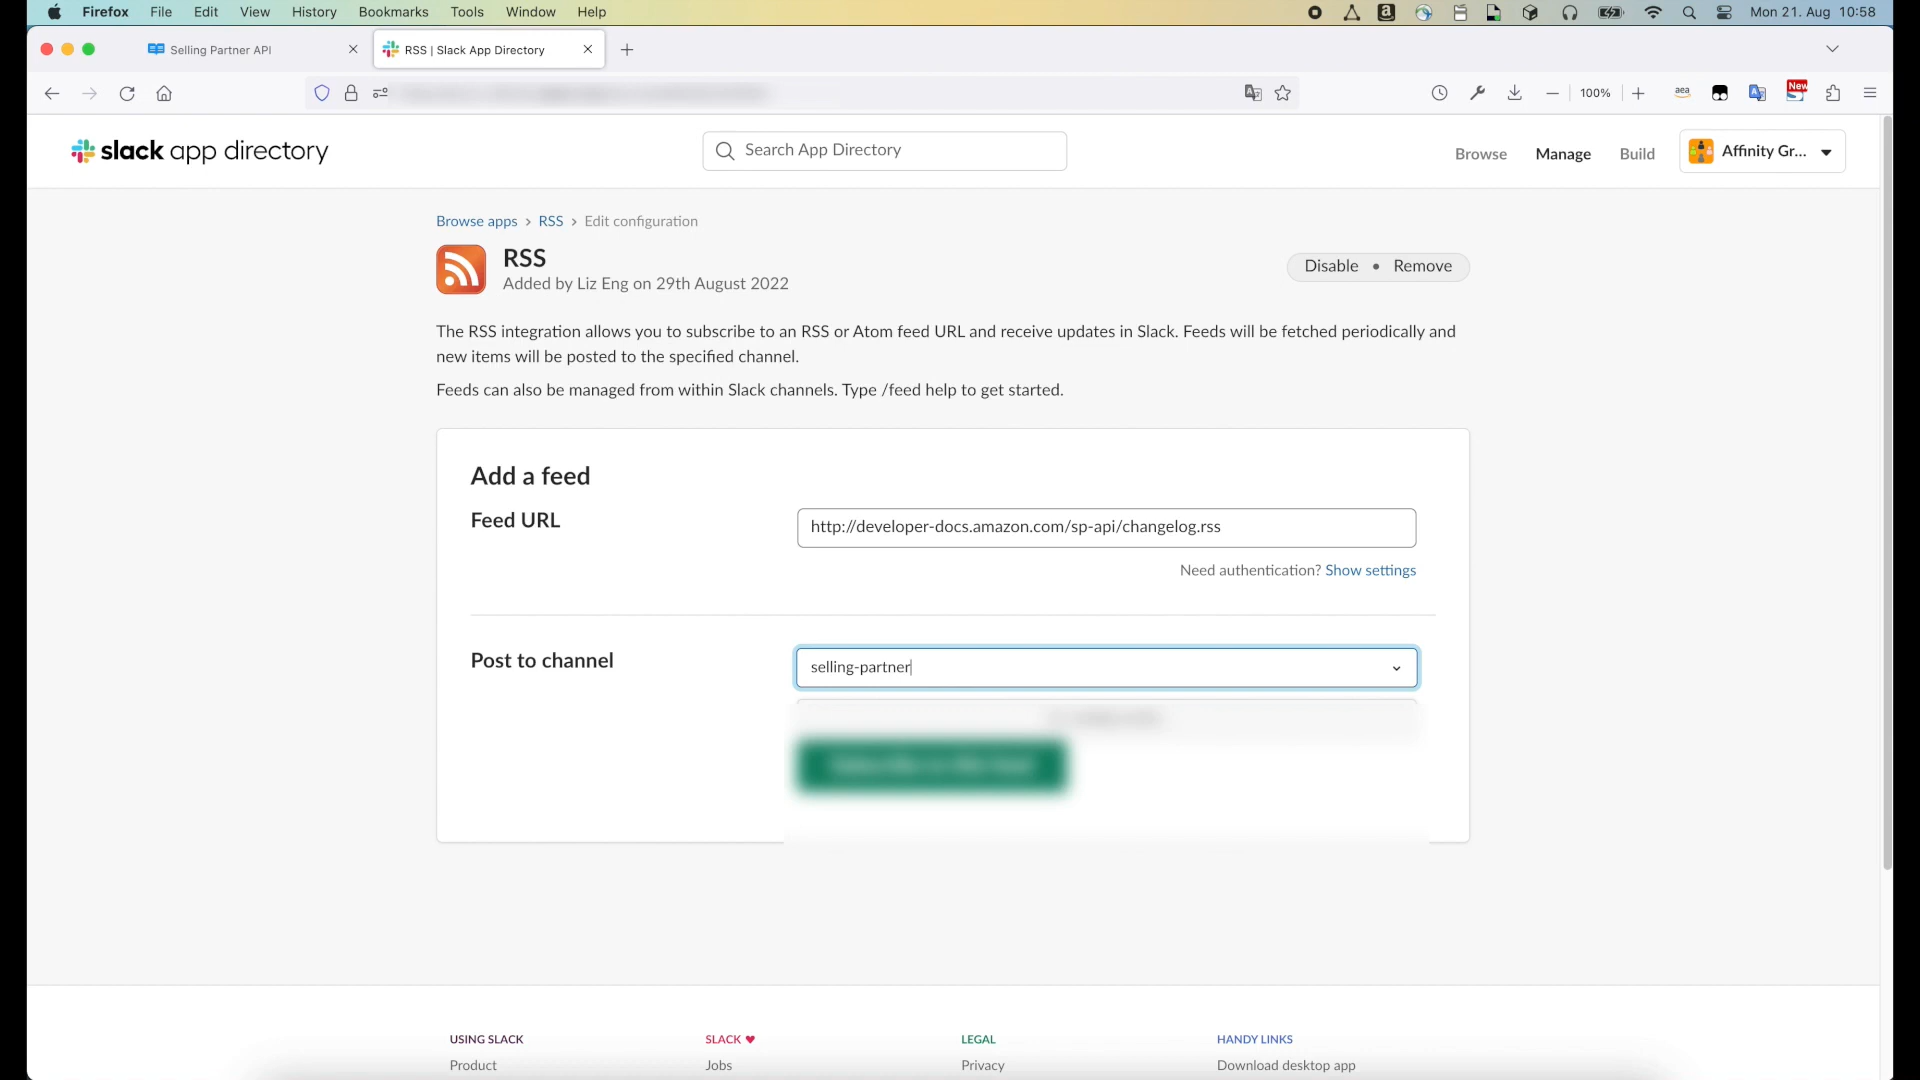 Firefox File Edit View History Bookmarks Tools Window Help
Mon 21. Aug 10:58
Selling Partner API
RSS | Slack App Directory
100%
aea
New
slack app directory
Search App Directory
Browse Manage Build
Affinity Gr...
Browse apps › RSS › Edit configuration
RSS
Added by Liz Eng on 29th August 2022
Disable • Remove
The RSS integration allows you to subscribe to an RSS or Atom feed URL and receive updates in Slack. Feeds will be fetched periodically and
new items will be posted to the specified channel.
Feeds can also be managed from within Slack channels. Type /feed help to get started.
Add a feed
Feed URL
http://developer-docs.amazon.com/sp-api/changelog.rss
Need authentication? Show settings
Post to channel
selling-partner
USING SLACK
SLACK ♥
LEGAL
HANDY LINKS
Product
Jobs
Privacy
Download desktop app